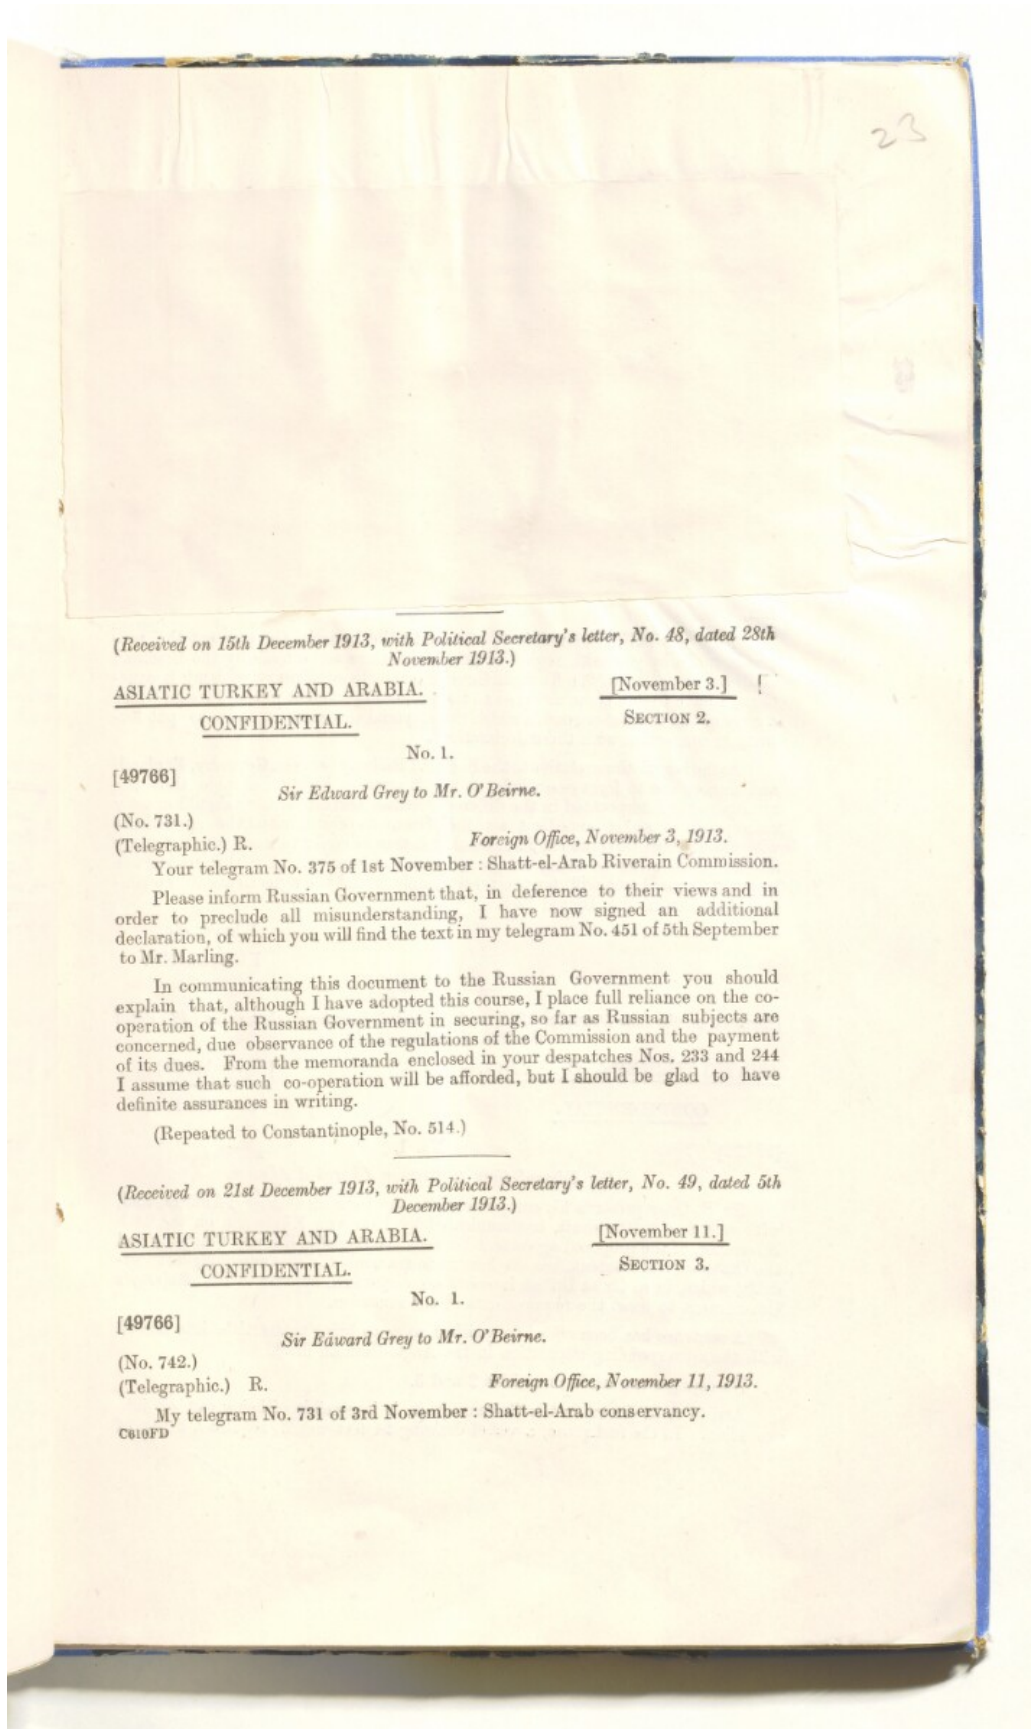 23
(Received on 15th December 1913, with Political Secretary's letter, No. 48, dated 28th
November 1913.)
ASIATIC TURKEY AND ARABIA.
[November 3.]
CONFIDENTIAL.
SECTION 2.
No. 1.
[49766]
Sir Edward Grey to Mr. O'Beirne.
(No. 731.)
(Telegraphic.) R. Foreign Office, November 3, 1913.
Your telegram No. 375 of 1st November : Shatt-el-Arab Riverain Commission.
Please inform Russian Government that, in deference to their views and in
order to preclude all misunderstanding, I have now signed an additional
declaration, of which you will find the text in my telegram No. 451 of 5th September
to Mr. Marling.
In communicating this document to the Russian Government you should
explain that, although I have adopted this course, I place full reliance on the co-
operation of the Russian Government in securing, so far as Russian subjects are
concerned, due observance of the regulations of the Commission and the payment
of its dues. From the memoranda enclosed in your despatches Nos. 233 and 244
I assume that such co-operation will be afforded, but I should be glad to have
definite assurances in writing.
(Repeated to Constantinople, No. 514.)
(Received on 21st December 1913, with Political Secretary's letter, No. 49, dated 5th
December 1913.)
ASIATIC TURKEY AND ARABIA.
[November 11.]
CONFIDENTIAL.
SECTION 3.
No. 1.
[49766]
Sir Edward Grey to Mr. O'Beirne.
(No. 742.)
(Telegraphic.) R. Foreign Office, November 11, 1913.
My telegram No. 731 of 3rd November : Shatt-el-Arab conservancy.
C610FD